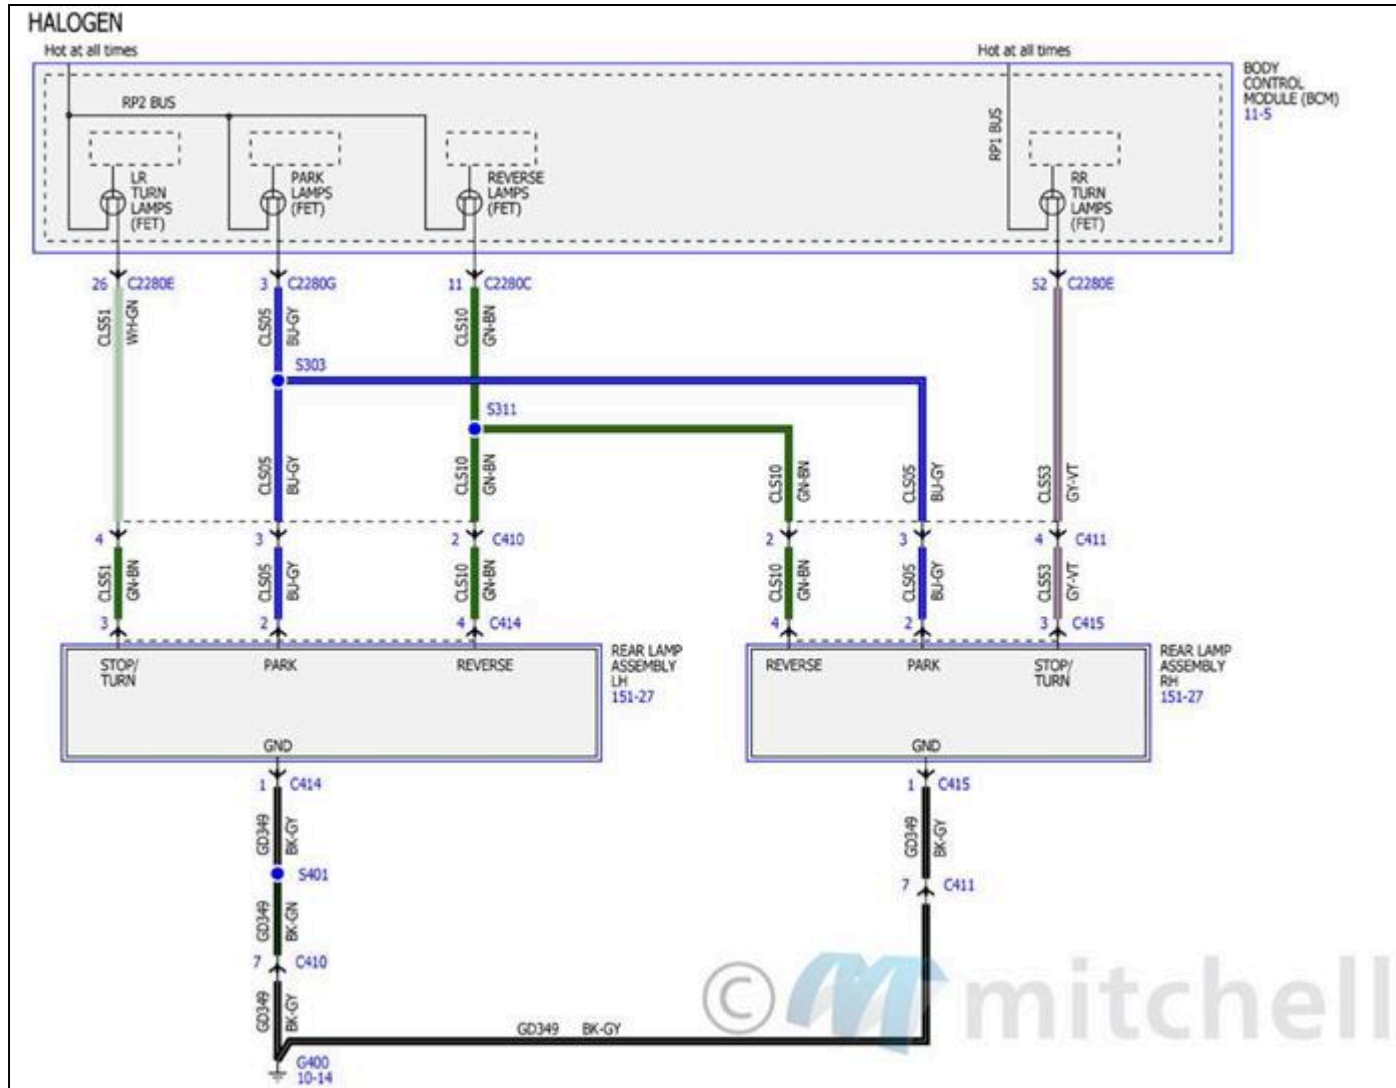 HALOGEN
Hot at all times
Hot at all times
BODY
CONTROL
MODULE (BCM)
11-5
RP2 BUS
RP1 BUS
LR
TURN
LAMPS
(FET)
PARK
LAMPS
(FET)
REVERSE
LAMPS
(FET)
RR
TURN
LAMPS
(FET)
26 C2280E
3 C2280G
11 C2280C
52 C2280E
CLS51 WH-GN
CLS05 BU-GY
CLS10 GN-BN
S303
S311
CLS05 BU-GY
CLS10 GN-BN
CLS10 GN-BN
CLS05 BU-GY
CLS53 GY-VT
4
3
2 C410
2
3
4 C411
CLS51 GN-BN
CLS05 BU-GY
CLS10 GN-BN
CLS10 GN-BN
CLS05 BU-GY
CLS53 GY-VT
3
2
4 C414
4
2
3 C415
STOP/
TURN
PARK
REVERSE
REAR LAMP
ASSEMBLY
LH
151-27
REVERSE
PARK
STOP/
TURN
REAR LAMP
ASSEMBLY
RH
151-27
GND
GND
1 C414
1 C415
GD349 BK-GY
GD349 BK-GY
S401
7 C411
GD349 BK-GN
7 C410
GD349 BK-GY
GD349 BK-GY
G400
10-14
© mitchell